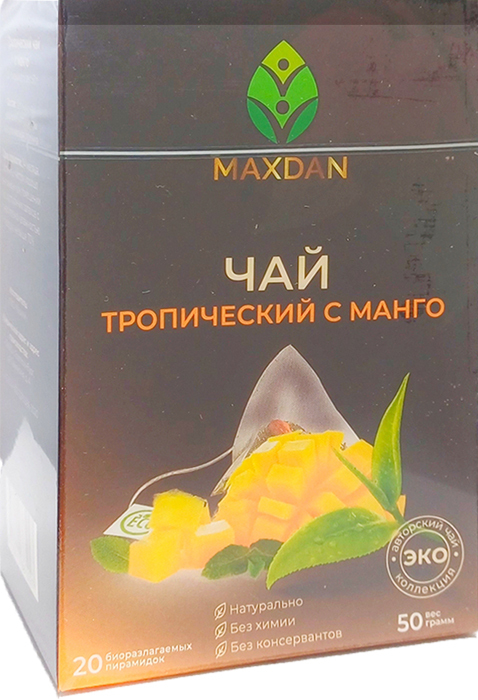 MAXDAN
ЧАЙ
ТРОПИЧЕСКИЙ С МАНГО
ECO
авторский чай
ЭКО
коллекция
Натурально
Без химии
Без консервантов
20 биоразлагаемых
пирамидок
50 вес
грамм